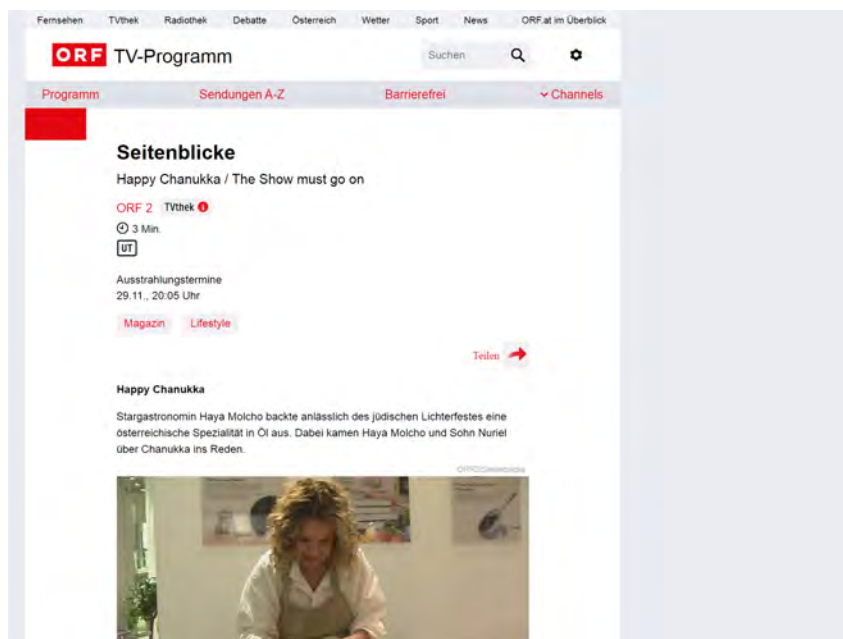 Fernsehen TVthek Radiothek Debatte Österreich Wetter Sport News ORF.at im Überblick
ORF TV-Programm Suchen
Programm Sendungen A-Z Barrierefrei Channels
Seitenblicke
Happy Chanukka / The Show must go on
ORF 2 TVthek
3 Min.
UT
Ausstrahlungstermine
29.11., 20:05 Uhr
Magazin Lifestyle
Teilen
Happy Chanukka
Stargastronomin Haya Molcho backte anlässlich des jüdischen Lichterfestes eine
österreichische Spezialität in Öl aus. Dabei kamen Haya Molcho und Sohn Nuriel
über Chanukka ins Reden.